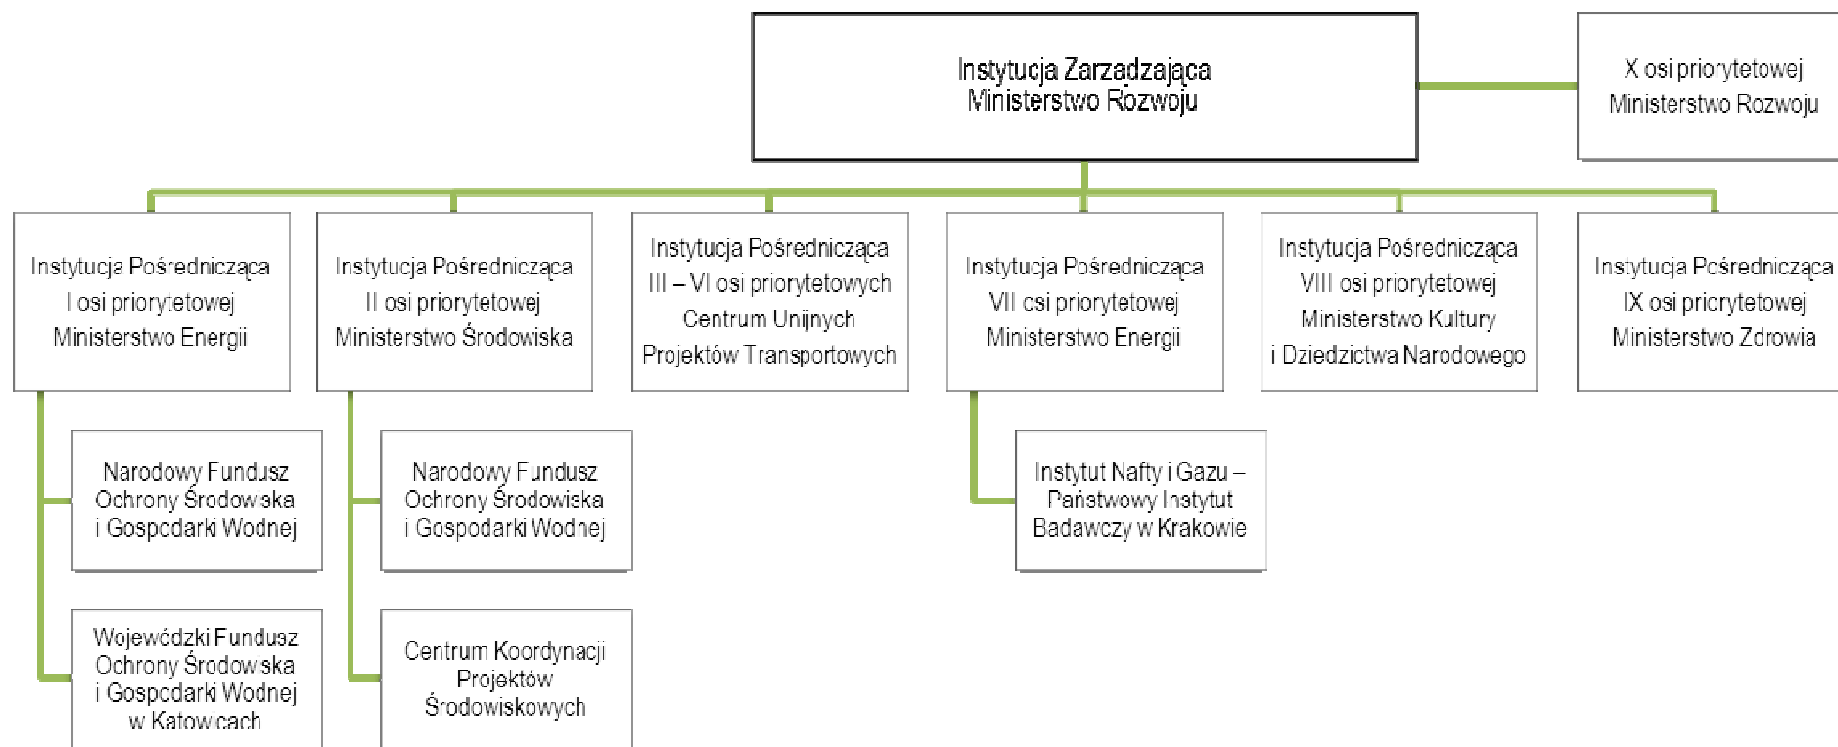 Instytucja Zarządzająca
Ministerstwo Rozwoju
X osi priorytetowej
Ministerstwo Rozwoju
Instytucja Pośrednicząca
I osi priorytetowej
Ministerstwo Energii
Instytucja Pośrednicząca
II osi priorytetowej
Ministerstwo Środowiska
Instytucja Pośrednicząca
III – VI osi priorytetowych
Centrum Unijnych
Projektów Transportowych
Instytucja Pośrednicząca
VII osi priorytetowej
Ministerstwo Energii
Instytucja Pośrednicząca
VIII osi priorytetowej
Ministerstwo Kultury
i Dziedzictwa Narodowego
Instytucja Pośrednicząca
IX osi priorytetowej
Ministerstwo Zdrowia
Narodowy Fundusz
Ochrony Środowiska
i Gospodarki Wodnej
Narodowy Fundusz
Ochrony Środowiska
i Gospodarki Wodnej
Instytut Nafty i Gazu –
Państwowy Instytut
Badawczy w Krakowie
Wojewódzki Fundusz
Ochrony Środowiska
i Gospodarki Wodnej
w Katowicach
Centrum Koordynacji
Projektów
Środowiskowych